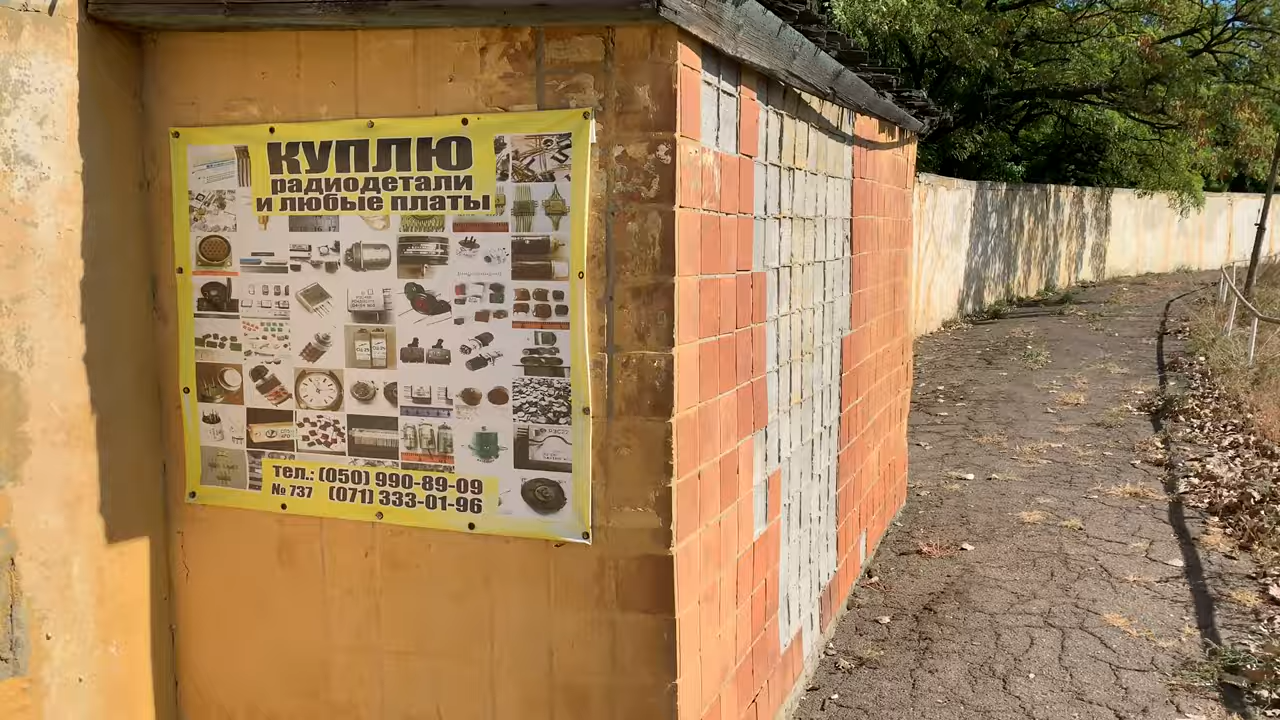 КУПЛЮ
радиодетали
и любые платы
тел.: (050) 990-89-09
№ 737 (071) 333-01-96